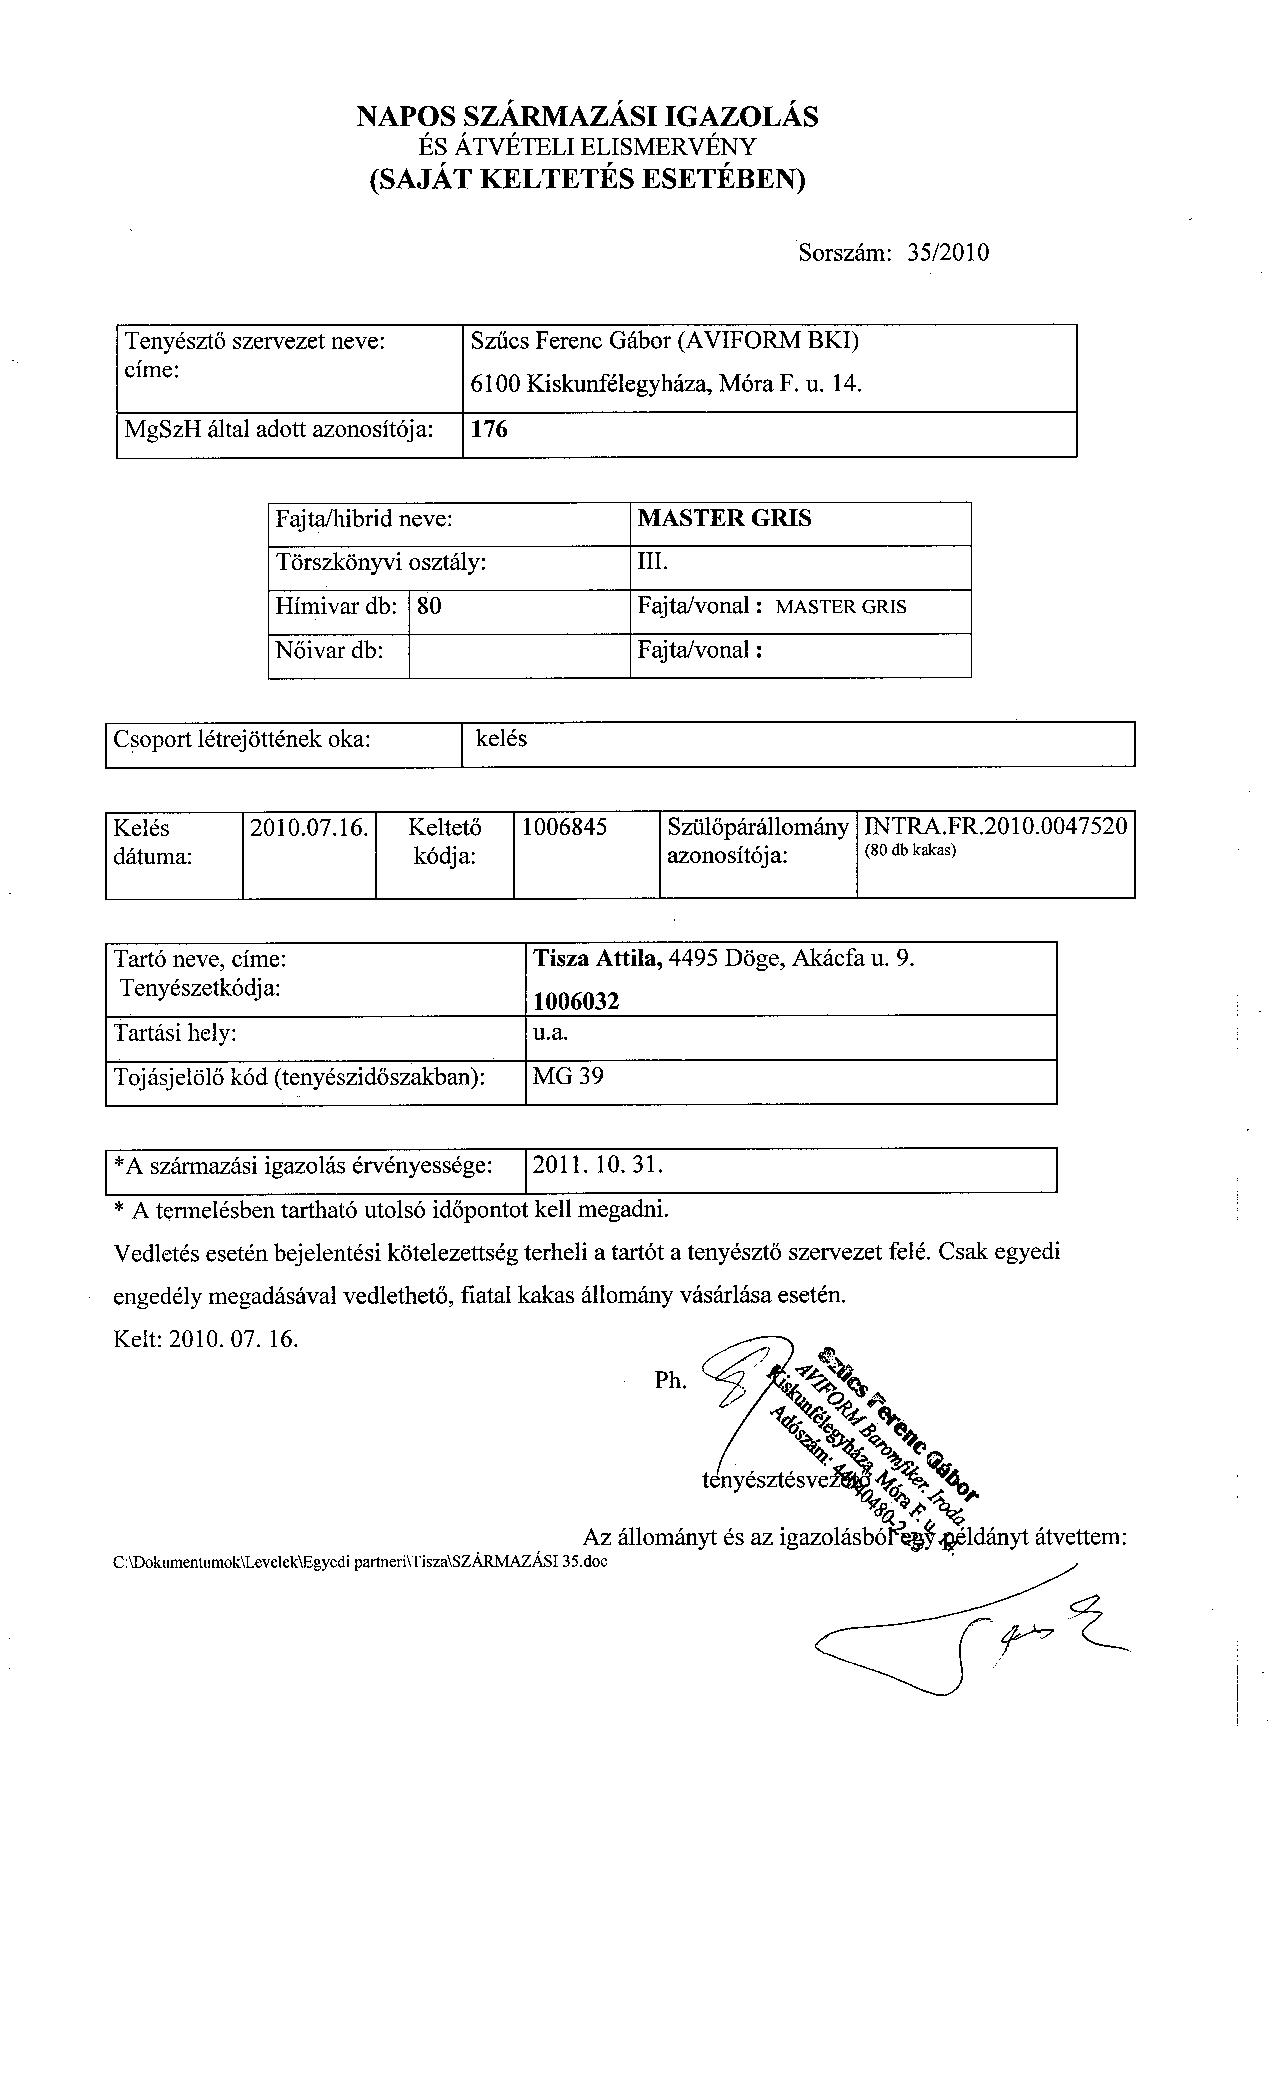 NAPOS SZÁRMAZÁSI IGAZOLÁS
ÉS ÁTVÉTELI ELISMERVÉNY
(SAJÁT KELTETÉS ESETÉBEN)
Sorszám: 35/2010
Tenyésztő szervezet neve: Szűcs Ferenc Gábor (AVIFORM BKI)
címe: 6100 Kiskunfélegyháza, Móra F. u. 14.
MgSzH által adott azonosítója: 176
Fajta/hibrid neve: MASTER GRIS
Törszkönyvi osztály: III.
Hímivar db: 80 Fajta/vonal : MASTER GRIS
Nőivar db: Fajta/vonal :
Csoport létrejöttének oka: kelés
Kelés 2010.07.16. Keltető 1006845 Szülőpárállomány INTRA.FR.2010.0047520
dátuma: kódja: azonosítója: (80 db kakas)
Tartó neve, címe: Tisza Attila, 4495 Döge, Akácfa u. 9.
Tenyészetkódja: 1006032
Tartási hely: u.a.
Tojásjelölő kód (tenyészidőszakban): MG 39
*A származási igazolás érvényessége: 2011. 10. 31.
* A termelésben tartható utolsó időpontot kell megadni.
Vedletés esetén bejelentési kötelezettség terheli a tartót a tenyésztő szervezet felé. Csak egyedi
engedély megadásával vedlethető, fiatal kakas állomány vásárlása esetén.
Kelt: 2010. 07. 16.
Ph.
Szűcs Ferenc Gábor
AVIFORM Baromfiker. Iroda
Kiskunfélegyháza, Móra F. u.
Adószám:
tenyésztésvezető
Az állományt és az igazolásból egy példányt átvettem:
C:\Dokumentumok\Levelek\Egyedi partneri\Tisza\SZÁRMAZÁSI 35.doc